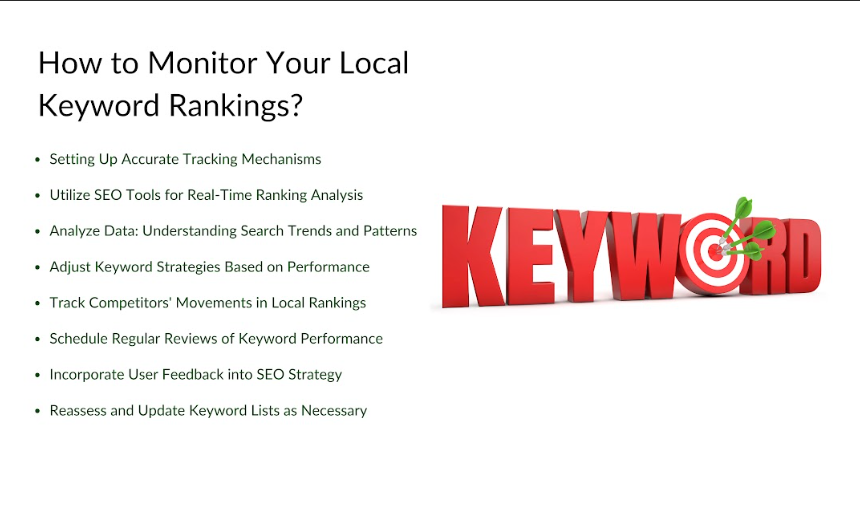 How to Monitor Your Local
Keyword Rankings?
• Setting Up Accurate Tracking Mechanisms
• Utilize SEO Tools for Real-Time Ranking Analysis
• Analyze Data: Understanding Search Trends and Patterns
• Adjust Keyword Strategies Based on Performance
• Track Competitors' Movements in Local Rankings
• Schedule Regular Reviews of Keyword Performance
• Incorporate User Feedback into SEO Strategy
• Reassess and Update Keyword Lists as Necessary
KEYWORD